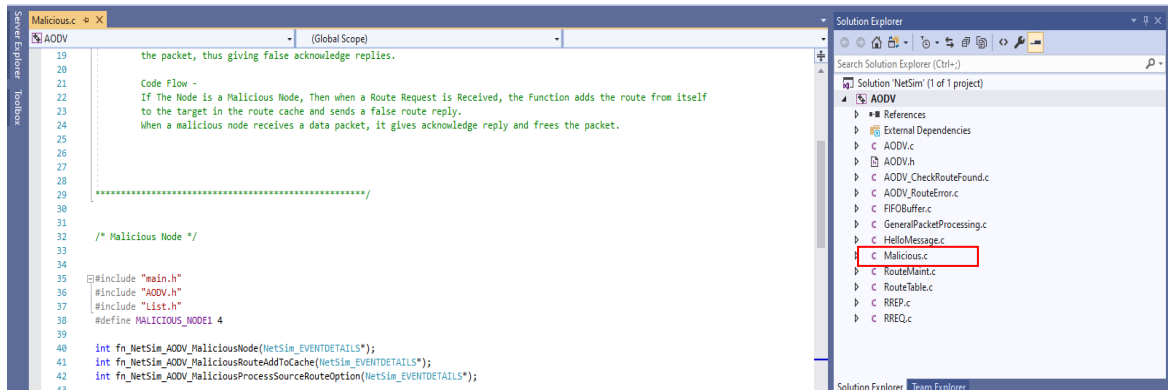 Server Explorer
Toolbox
Malicious.c
AODV
(Global Scope)
19 the packet, thus giving false acknowledge replies.
20
21 Code Flow -
22 If The Node is a Malicious Node, Then when a Route Request is Received, the Function adds the route from itself
23 to the target in the route cache and sends a false route reply.
24 When a malicious node receives a data packet, it gives acknowledge reply and frees the packet.
25
26
27
28
29 *****************************************************/
30
31
32 /* Malicious Node */
33
34
35 #include "main.h"
36 #include "AODV.h"
37 #include "List.h"
38 #define MALICIOUS_NODE1 4
39
40 int fn_NetSim_AODV_MaliciousNode(NetSim_EVENTDETAILS*);
41 int fn_NetSim_AODV_MaliciousRouteAddToCache(NetSim_EVENTDETAILS*);
42 int fn_NetSim_AODV_MaliciousProcessSourceRouteOption(NetSim_EVENTDETAILS*);
43
Solution Explorer
Search Solution Explorer (Ctrl+;)
Solution 'NetSim' (1 of 1 project)
AODV
References
External Dependencies
AODV.c
AODV.h
AODV_CheckRouteFound.c
AODV_RouteError.c
FIFOBuffer.c
GeneralPacketProcessing.c
HelloMessage.c
Malicious.c
RouteMaint.c
RouteTable.c
RREP.c
RREQ.c
Solution Explorer Team Explorer